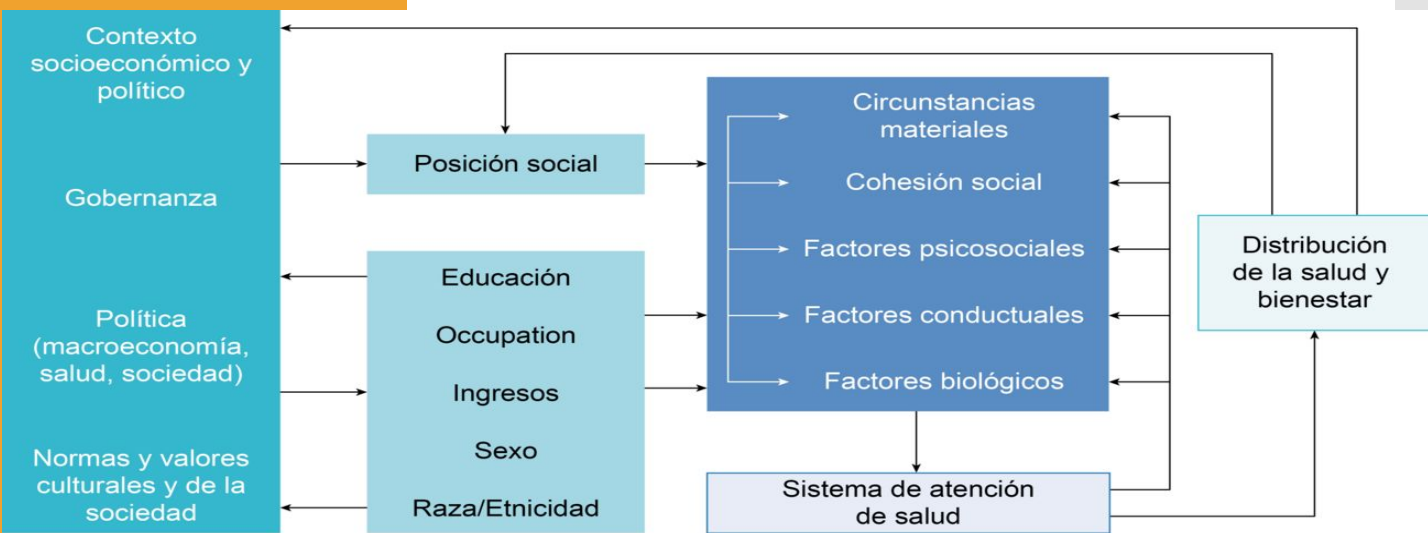 Contexto
socioeconómico y
político
Gobernanza
Política
(macroeconomía,
salud, sociedad)
Normas y valores
culturales y de la
sociedad
Posición social
Educación
Occupation
Ingresos
Sexo
Raza/Etnicidad
Circunstancias
materiales
Cohesión social
Factores psicosociales
Factores conductuales
Factores biológicos
Sistema de atención
de salud
Distribución
de la salud y
bienestar